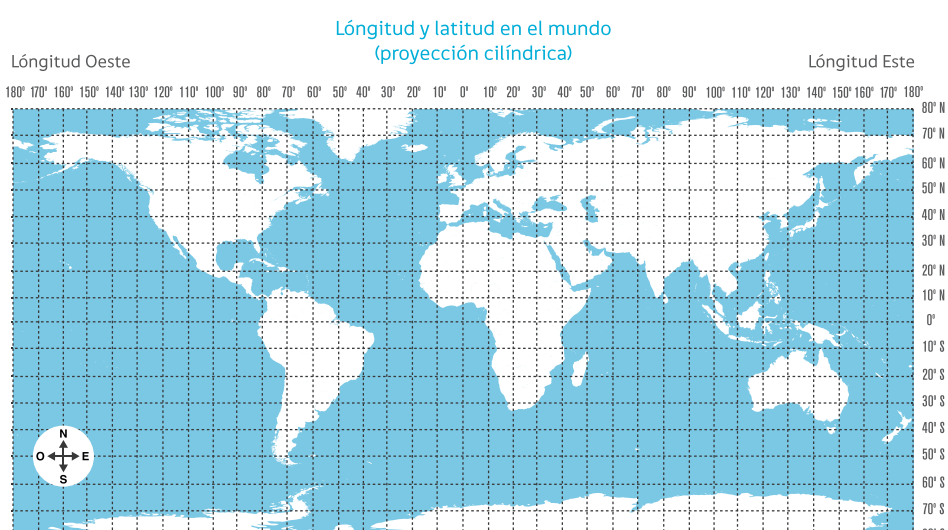 Lóngitud y latitud en el mundo
(proyección cilíndrica)
Lóngitud Oeste
Lóngitud Este
180° 170° 160° 150° 140° 130° 120° 110° 100° 90° 80° 70° 60° 50° 40° 30° 20° 10° 0° 10° 20° 30° 40° 50° 60° 70° 80° 90° 100° 110° 120° 130° 140° 150° 160° 170° 180°
80° N
70° N
60° N
50° N
40° N
30° N
20° N
10° N
0°
10° S
20° S
30° S
40° S
N
O E
50° S
S
60° S
70° S